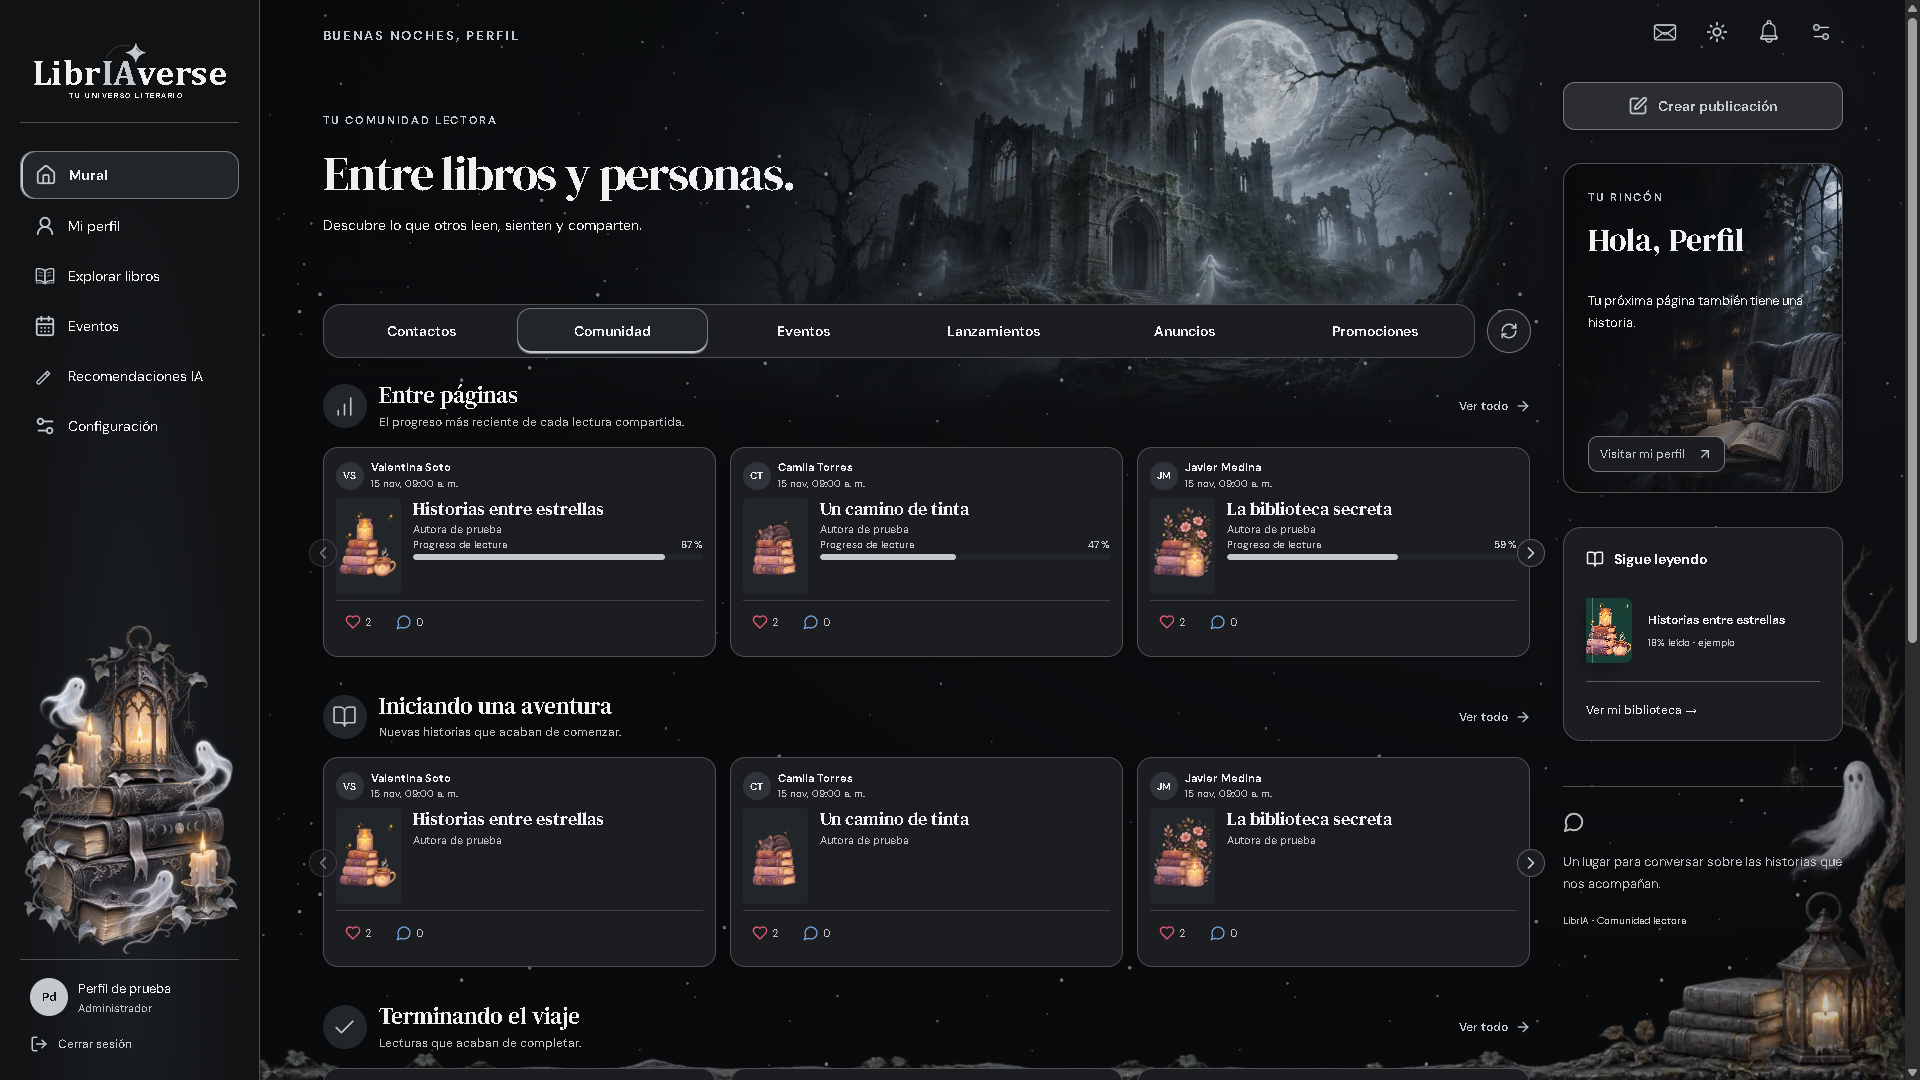 LibrIAverse
TU UNIVERSO LITERARIO
Mural
Mi perfil
Explorar libros
Eventos
Recomendaciones IA
Configuración
Pd
Perfil de prueba
Administrador
Cerrar sesión
BUENAS NOCHES, PERFIL
TU COMUNIDAD LECTORA
Entre libros y personas.
Descubre lo que otros leen, sienten y comparten.
Contactos
Comunidad
Eventos
Lanzamientos
Anuncios
Promociones
Entre páginas
El progreso más reciente de cada lectura compartida.
Ver todo →
VS
Valentina Soto
15 nov, 09:00 a. m.
Historias entre estrellas
Autora de prueba
Progreso de lectura 87%
2 0
CT
Camila Torres
15 nov, 09:00 a. m.
Un camino de tinta
Autora de prueba
Progreso de lectura 47%
2 0
JM
Javier Medina
15 nov, 09:00 a. m.
La biblioteca secreta
Autora de prueba
Progreso de lectura 59%
2 0
Iniciando una aventura
Nuevas historias que acaban de comenzar.
Ver todo →
VS
Valentina Soto
15 nov, 09:00 a. m.
Historias entre estrellas
Autora de prueba
2 0
CT
Camila Torres
15 nov, 09:00 a. m.
Un camino de tinta
Autora de prueba
2 0
JM
Javier Medina
15 nov, 09:00 a. m.
La biblioteca secreta
Autora de prueba
2 0
Terminando el viaje
Lecturas que acaban de completar.
Ver todo →
Crear publicación
TU RINCÓN
Hola, Perfil
Tu próxima página también tiene una
historia.
Visitar mi perfil ↗
Sigue leyendo
Historias entre estrellas
18% leído · ejemplo
Ver mi biblioteca →
Un lugar para conversar sobre las historias que
nos acompañan.
LibrIA · Comunidad lectora